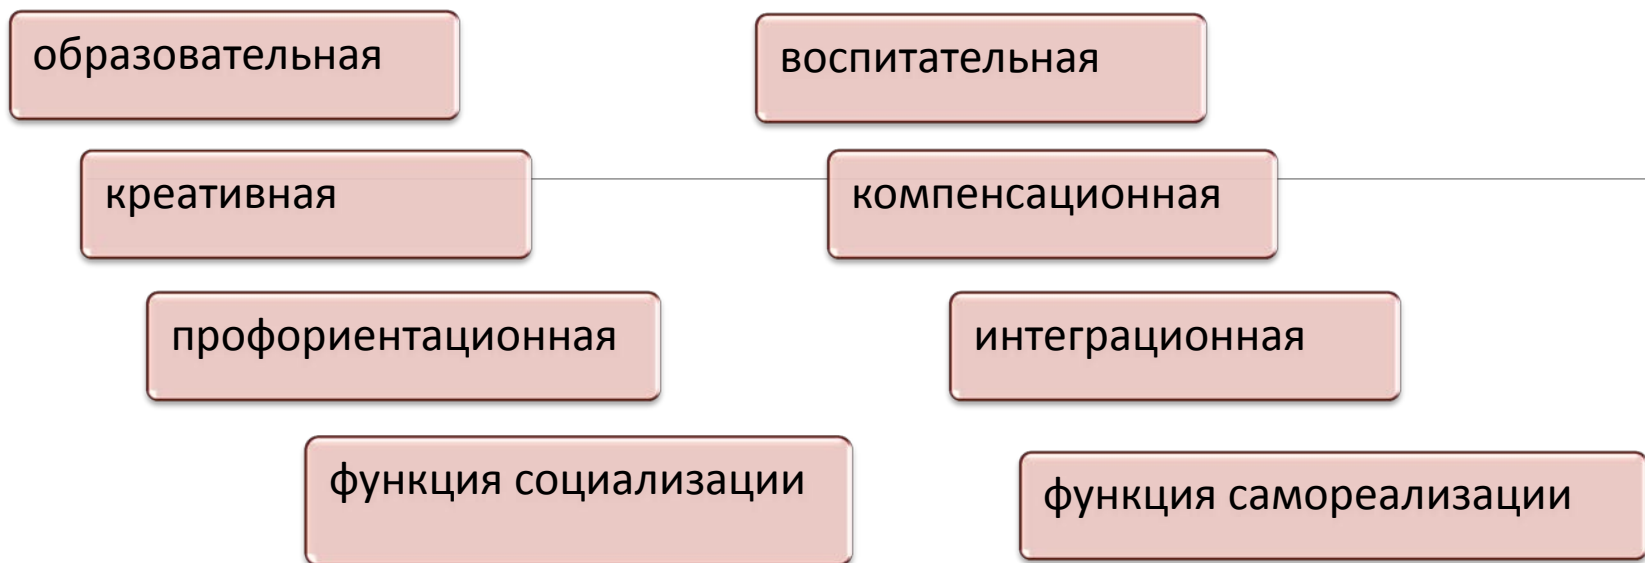 образовательная
воспитательная
креативная
компенсационная
профориентационная
интеграционная
функция социализации
функция самореализации